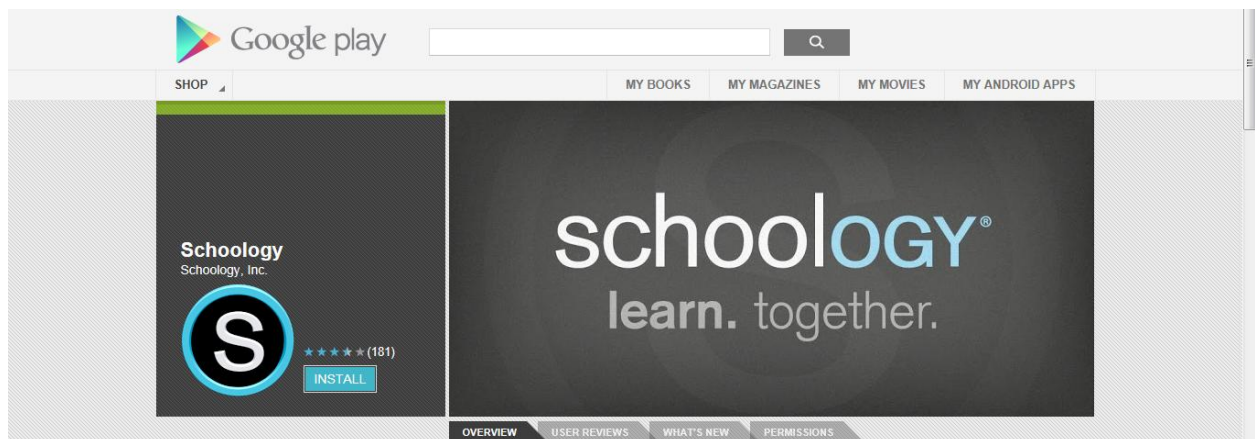 Google play
SHOP
MY BOOKS MY MAGAZINES MY MOVIES MY ANDROID APPS
Schoology
Schoology, Inc.
S
(181)
INSTALL
schoology®
learn. together.
OVERVIEW USER REVIEWS WHAT'S NEW PERMISSIONS